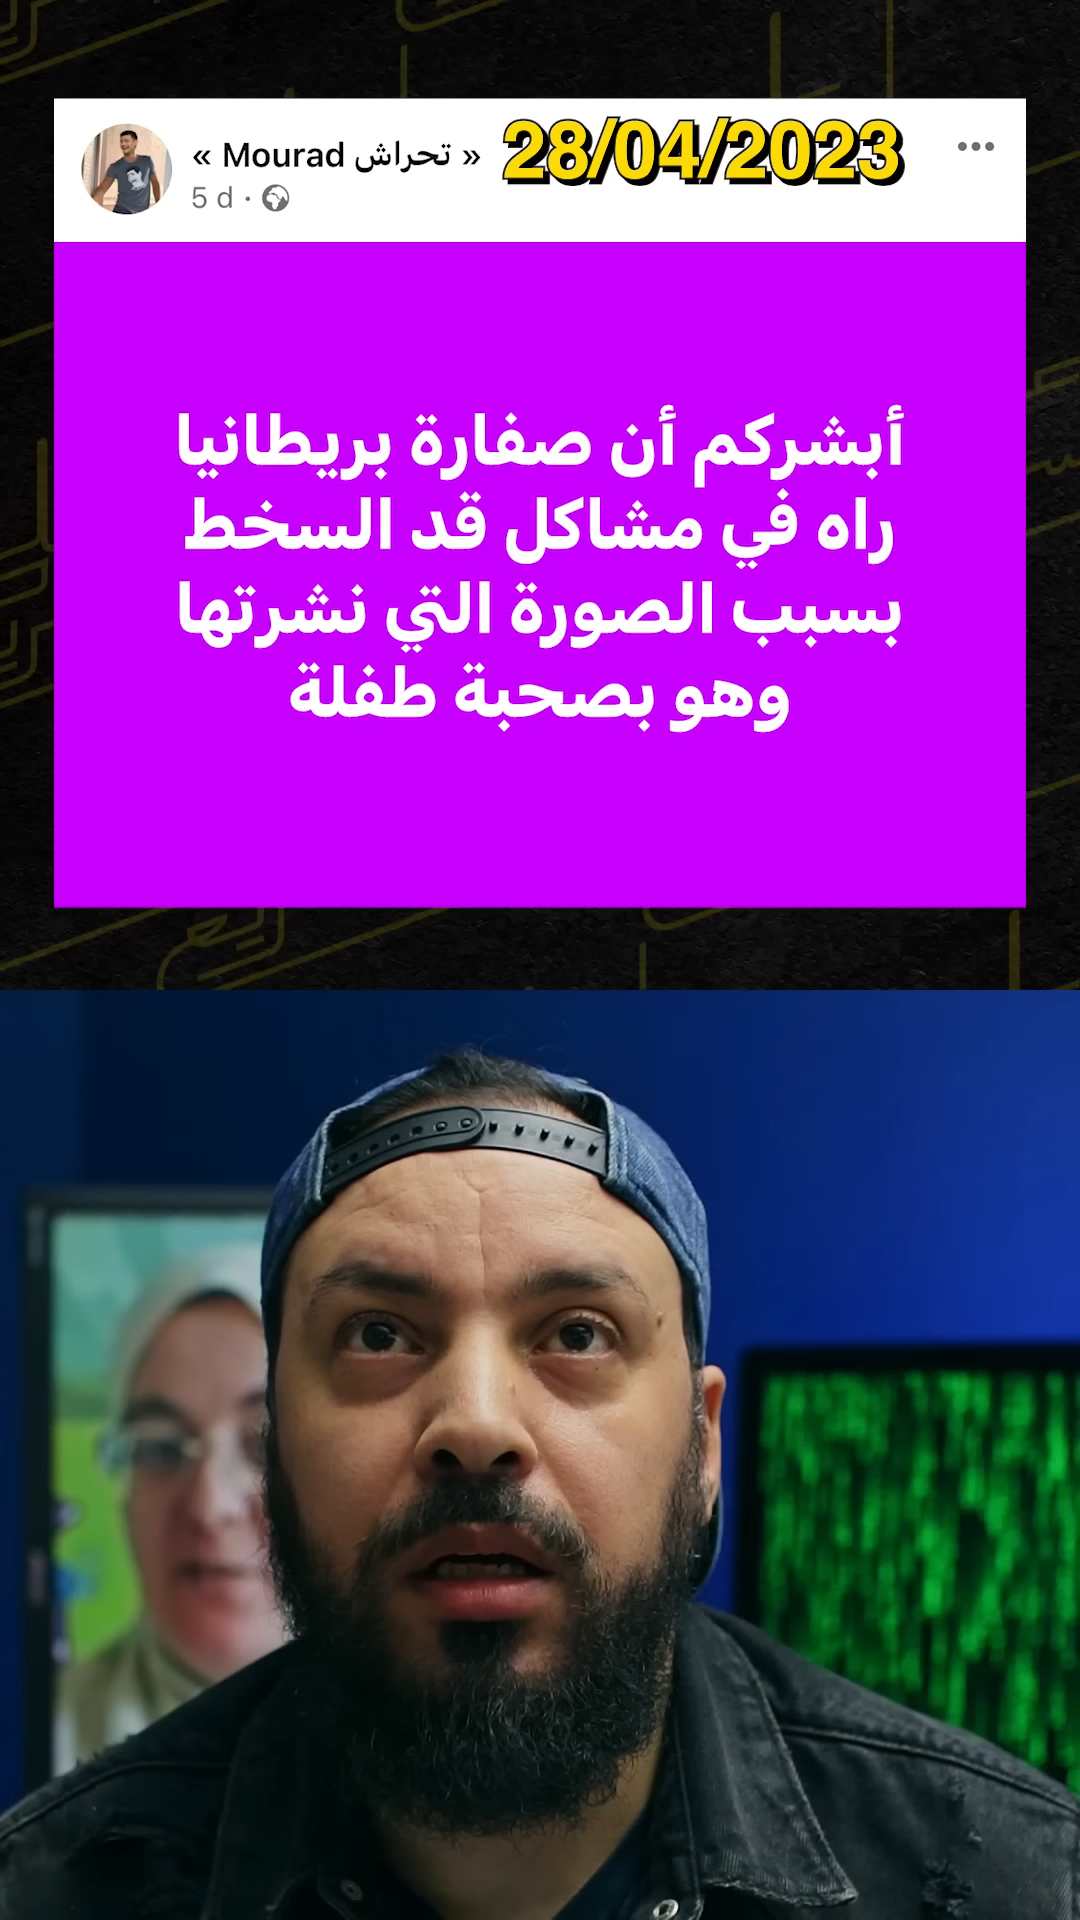 « Mourad تحراش »
28/04/2023
5 d ·
أبشركم أن صفارة بريطانيا
راه في مشاكل قد السخط
بسبب الصورة التي نشرتها
وهو بصحبة طفلة